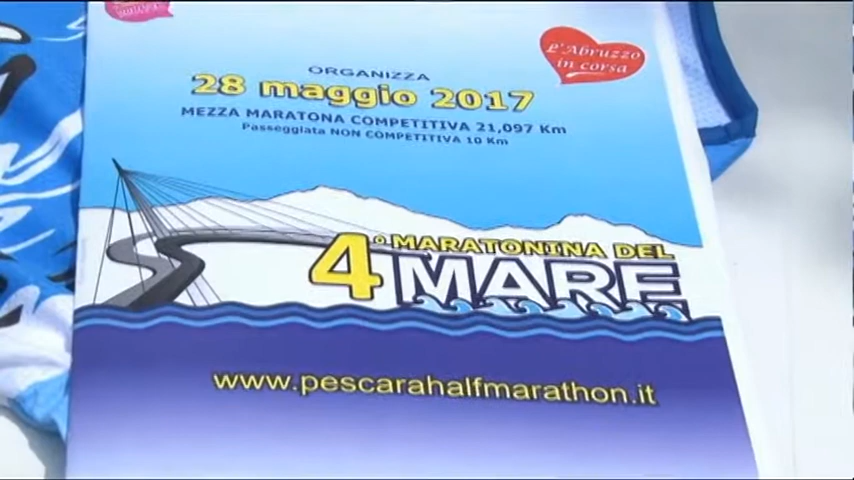 L'Abruzzo
in corsa
ORGANIZZA
28 maggio 2017
MEZZA MARATONA COMPETITIVA 21,097 Km
Passeggiata NON COMPETITIVA 10 Km
4° MARATONINA DEL
MARE
www.pescarahalfmarathon.it